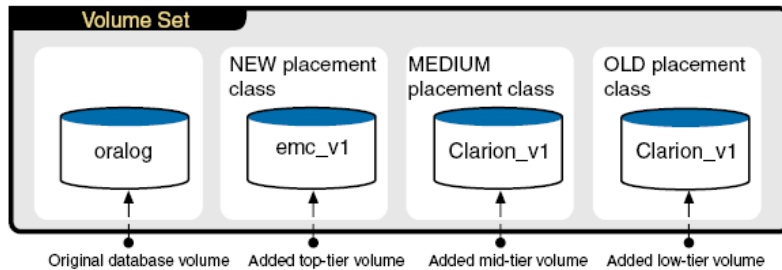 Volume Set
NEW placement
class
MEDIUM
placement class
OLD placement
class
oralog
emc_v1
Clarion_v1
Clarion_v1
Original database volume
Added top-tier volume
Added mid-tier volume
Added low-tier volume